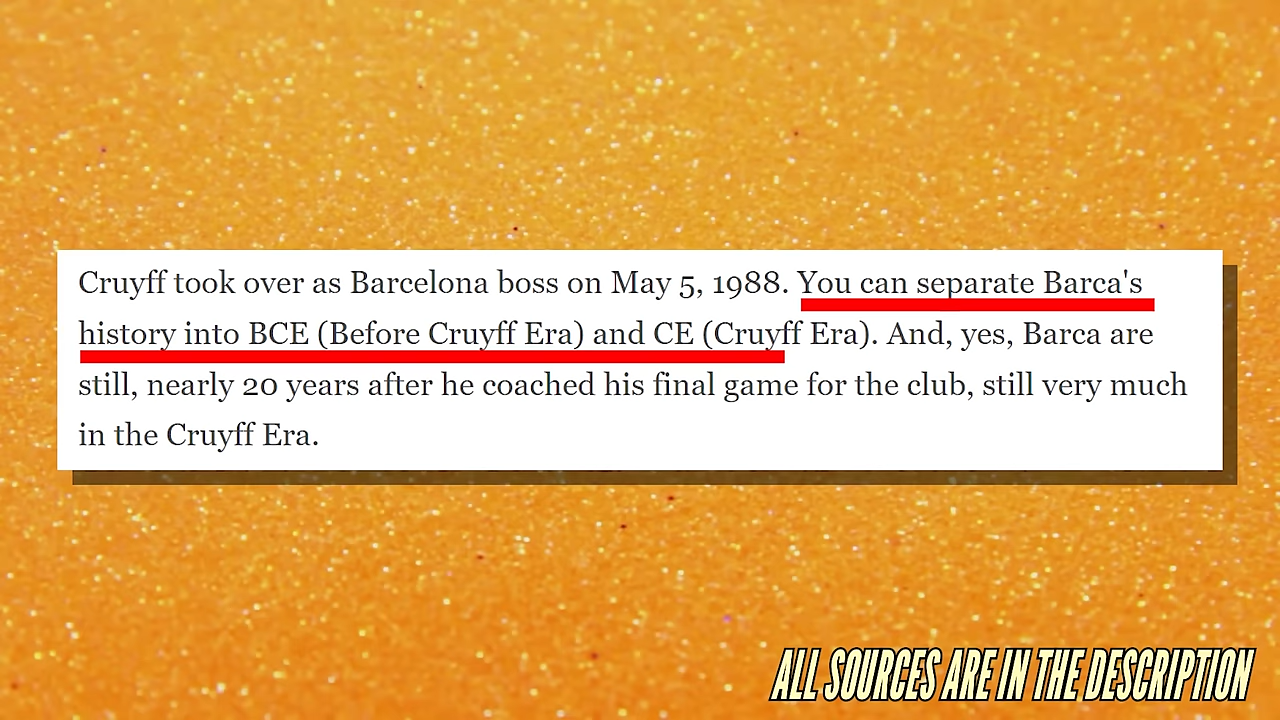 Cruyff took over as Barcelona boss on May 5, 1988. You can separate Barca's
history into BCE (Before Cruyff Era) and CE (Cruyff Era). And, yes, Barca are
still, nearly 20 years after he coached his final game for the club, still very much
in the Cruyff Era.
ALL SOURCES ARE IN THE DESCRIPTION